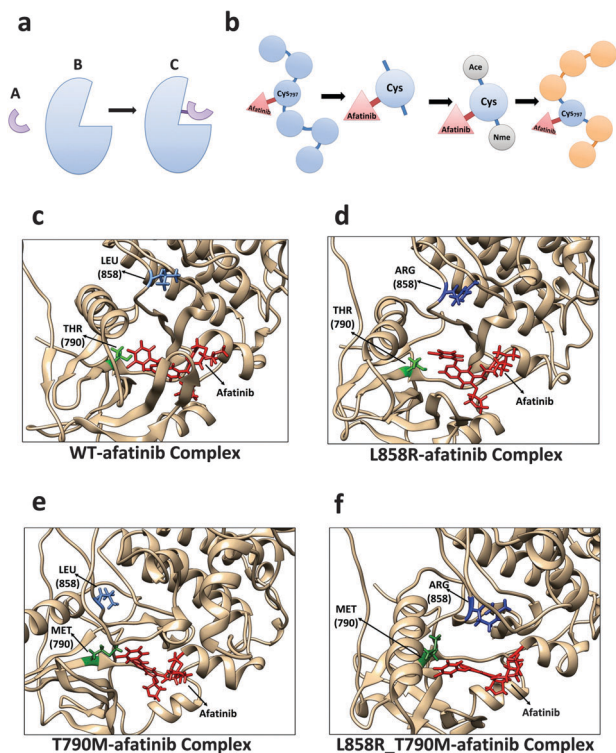 a
b
A
B
C
Cys797
Afatinib
Cys
Afatinib
Ace
Cys
Afatinib
Nme
Cys797
Afatinib
c
d
LEU
(858)
THR
(790)
Afatinib
WT-afatinib Complex
ARG
(858)
THR
(790)
Afatinib
L858R-afatinib Complex
e
f
LEU
(858)
MET
(790)
Afatinib
T790M-afatinib Complex
ARG
(858)
MET
(790)
Afatinib
L858R_T790M-afatinib Complex